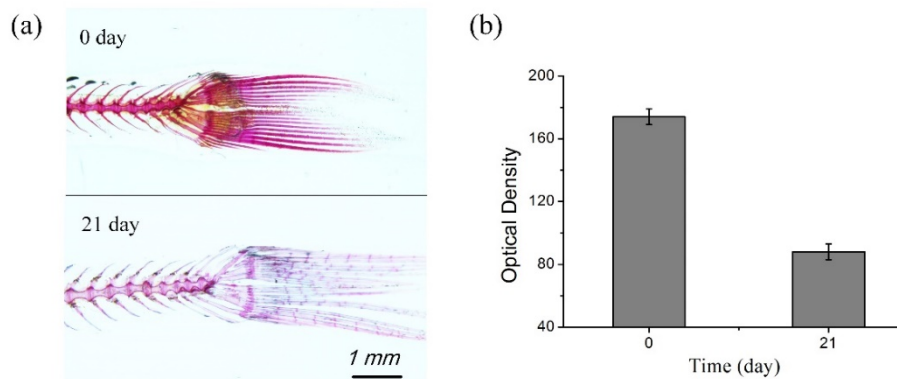 (a)
0 day
21 day
1 mm
(b)
200
160
120
80
40
Optical Density
0
21
Time (day)